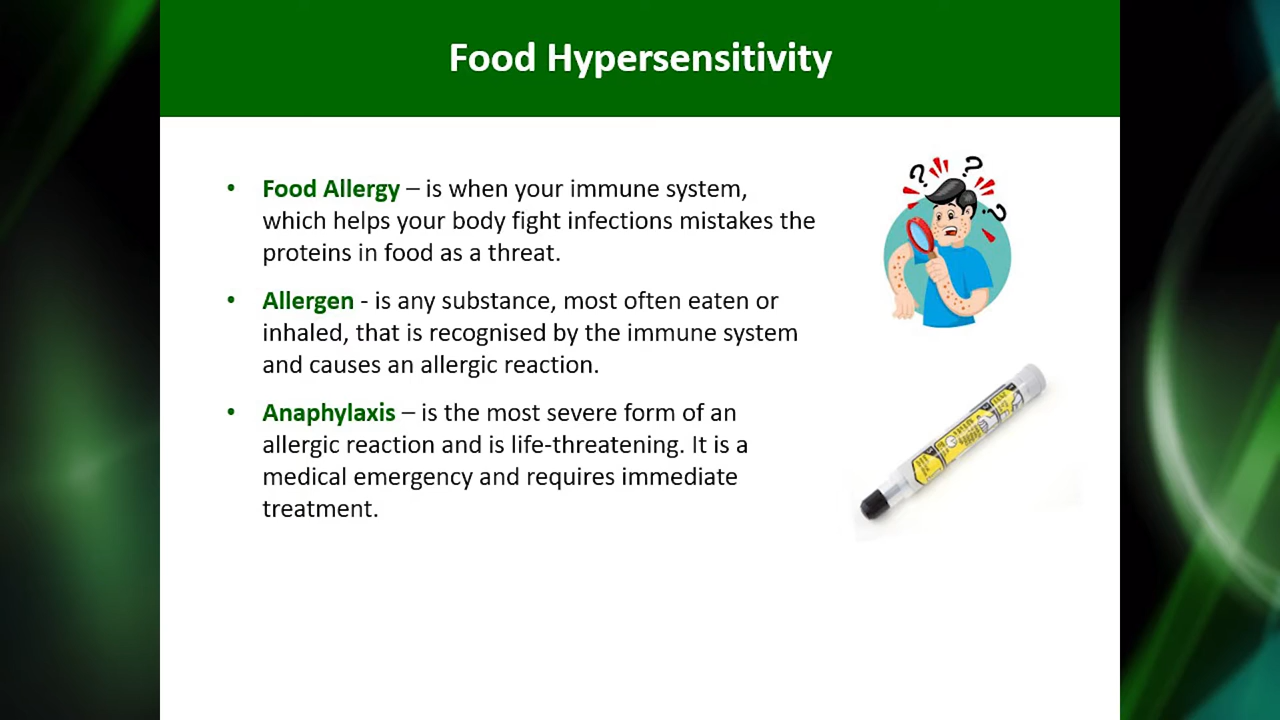 Food Hypersensitivity
• Food Allergy – is when your immune system,
which helps your body fight infections mistakes the
proteins in food as a threat.
• Allergen - is any substance, most often eaten or
inhaled, that is recognised by the immune system
and causes an allergic reaction.
• Anaphylaxis – is the most severe form of an
allergic reaction and is life-threatening. It is a
medical emergency and requires immediate
treatment.
? ? ?